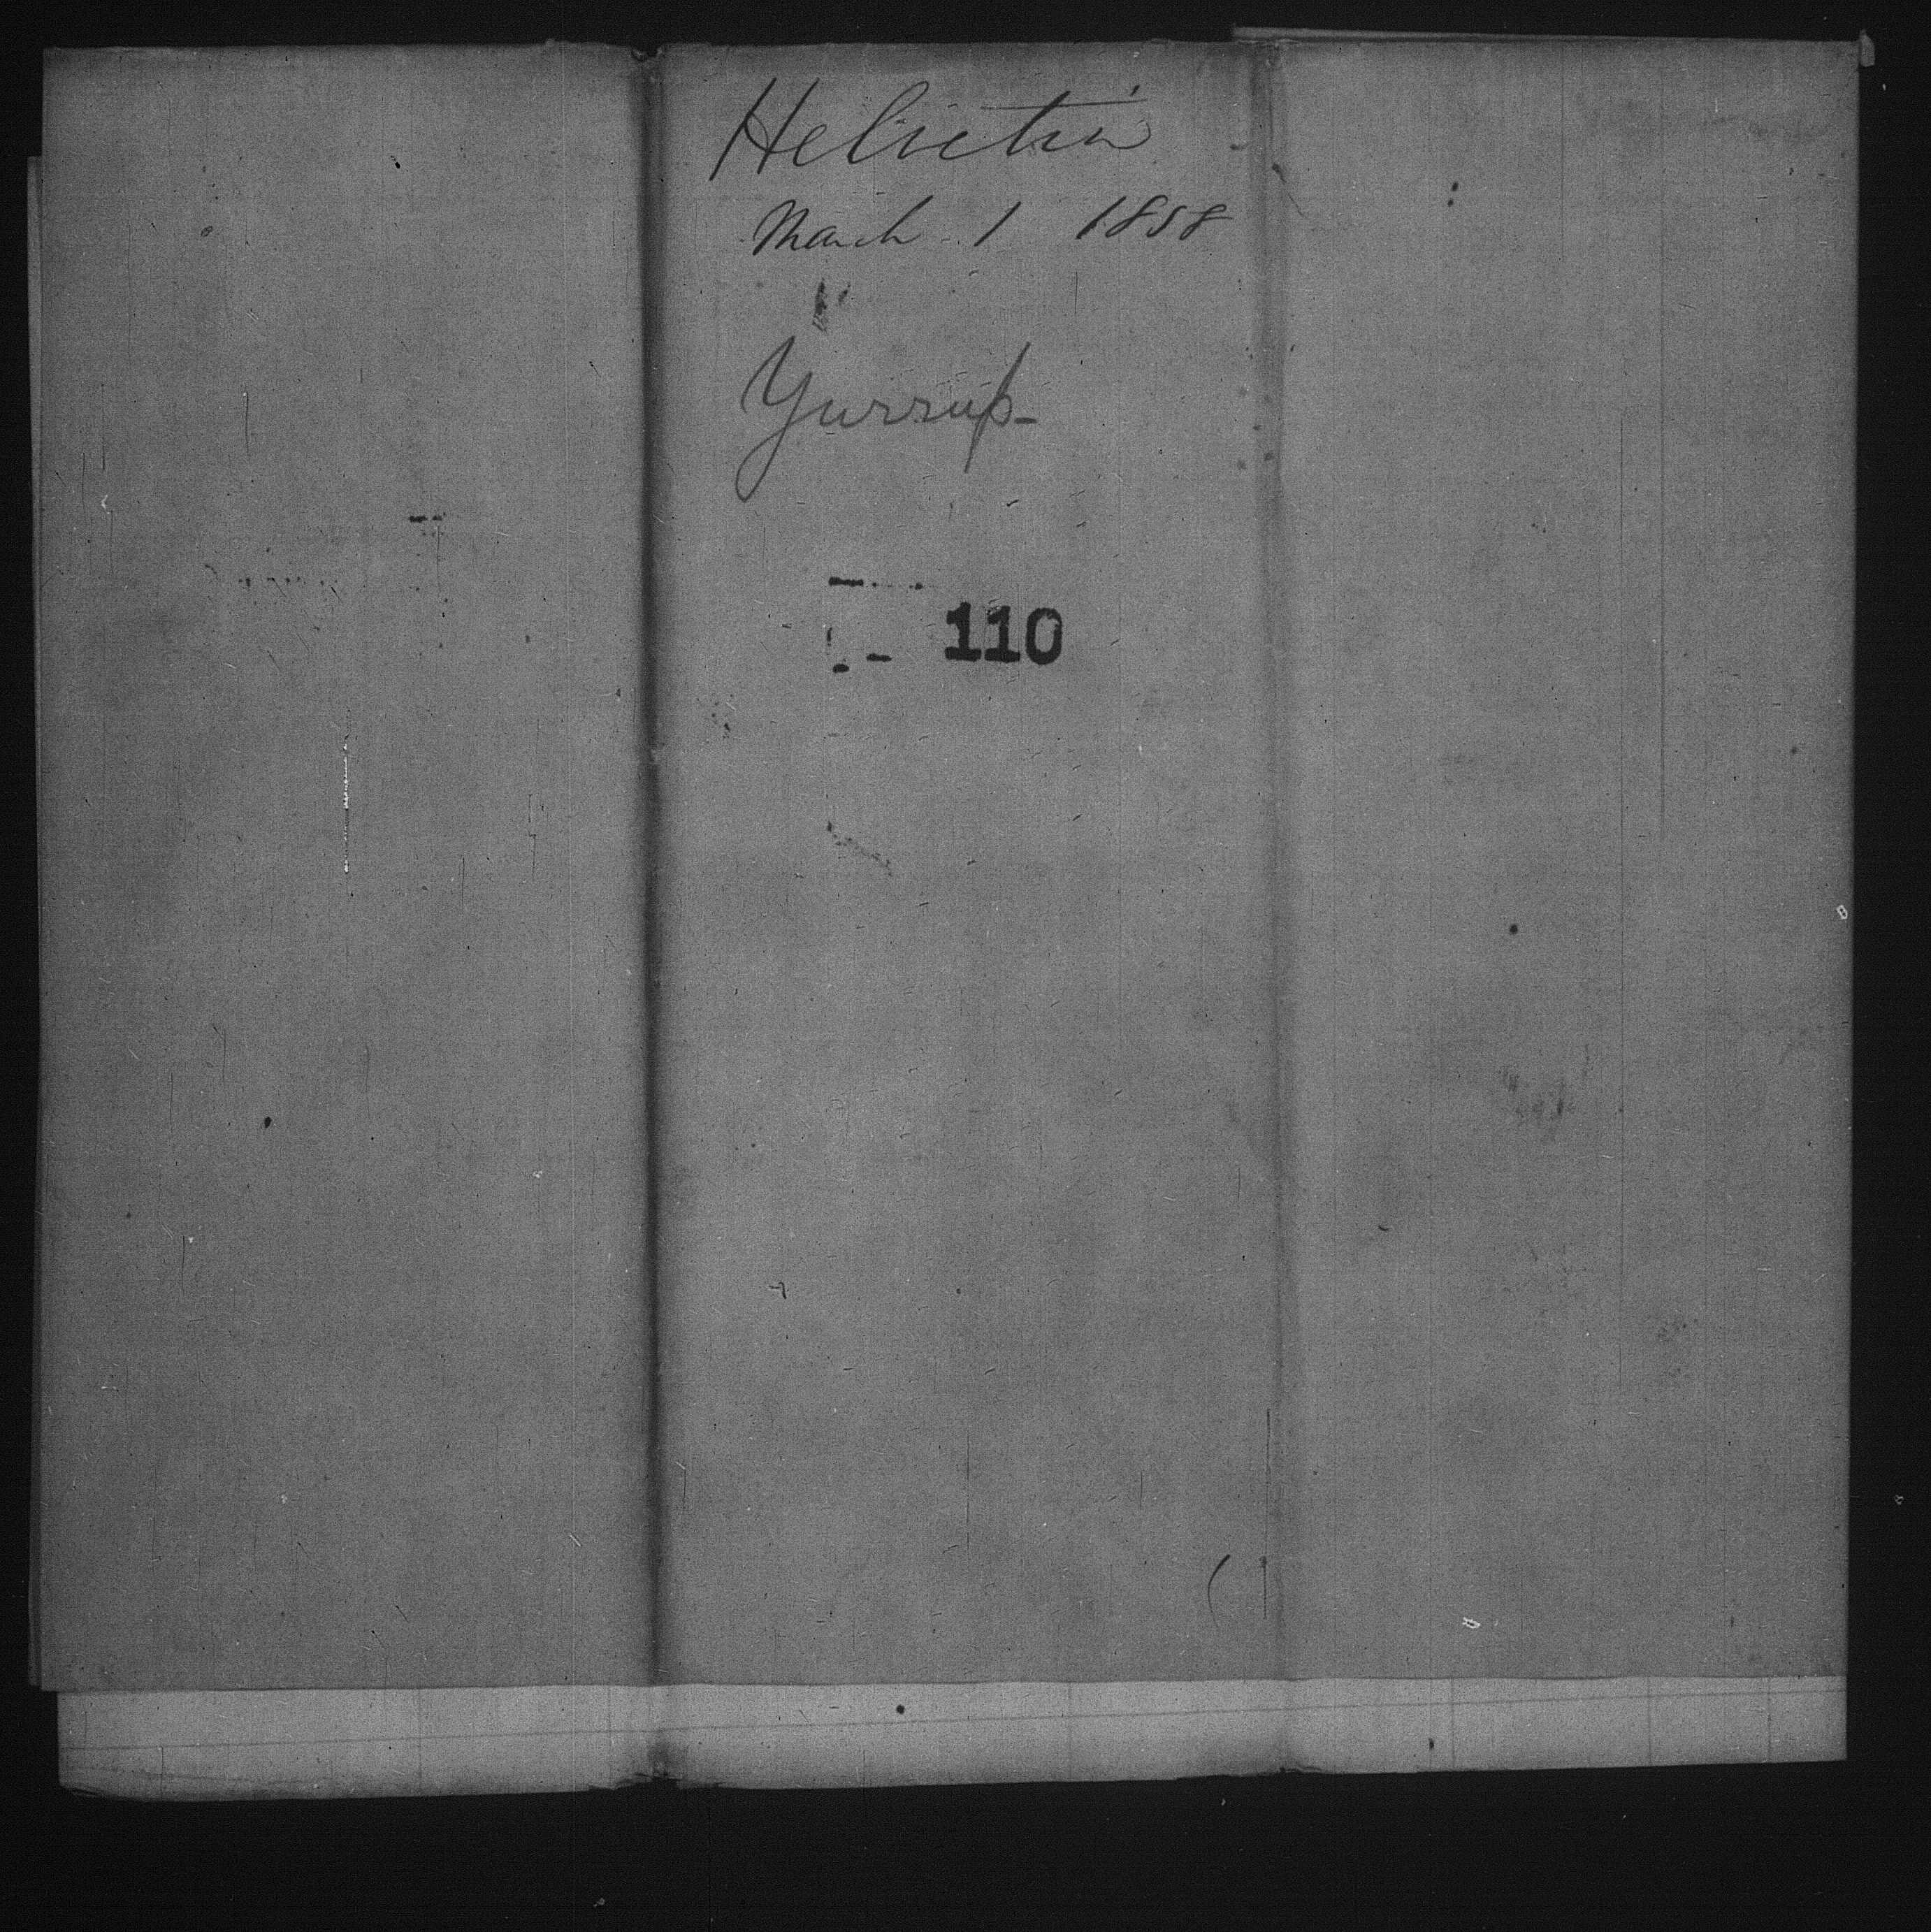 Helvetia
March 1 1858
Yurrup-
110